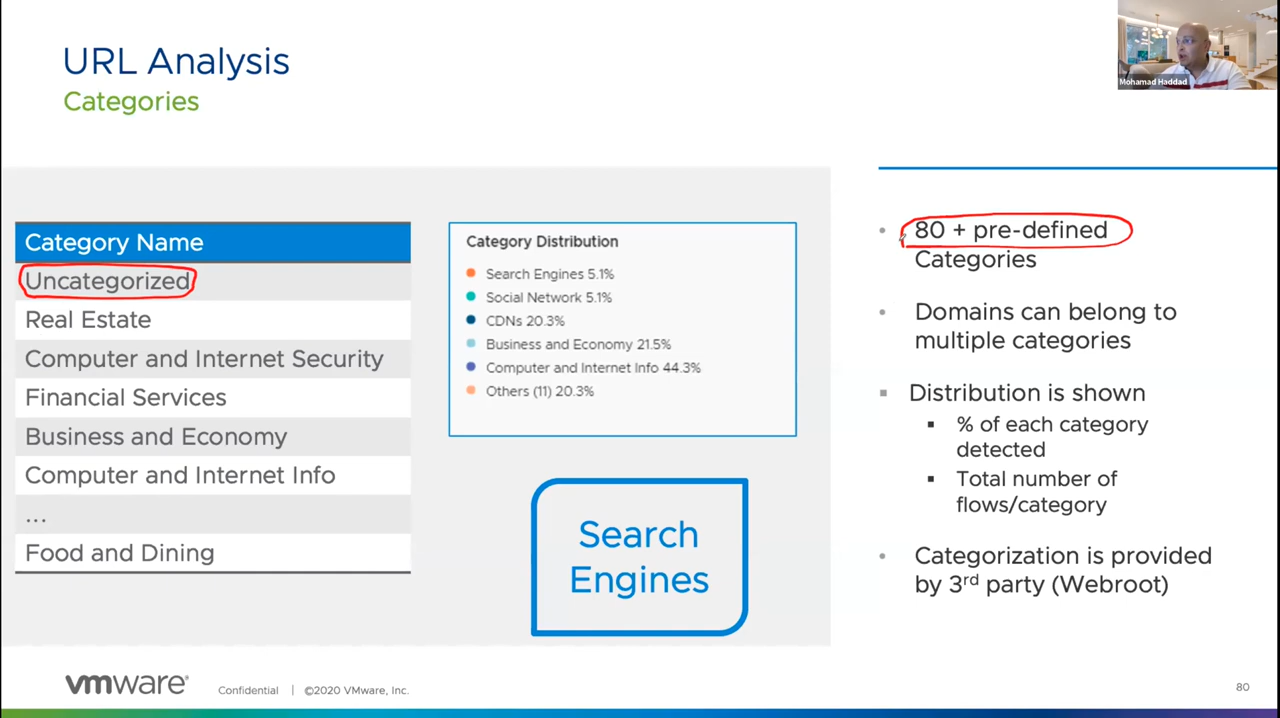 URL Analysis
Categories
Mohamad Haddad
Category Name
Uncategorized
Real Estate
Computer and Internet Security
Financial Services
Business and Economy
Computer and Internet Info
...
Food and Dining
Category Distribution
Search Engines 5.1%
Social Network 5.1%
CDNs 20.3%
Business and Economy 21.5%
Computer and Internet Info 44.3%
Others (11) 20.3%
Search
Engines
• 80 + pre-defined
Categories
• Domains can belong to
multiple categories
▪ Distribution is shown
▪ % of each category
detected
▪ Total number of
flows/category
• Categorization is provided
by 3rd party (Webroot)
vmware®
Confidential | ©2020 VMware, Inc.
80